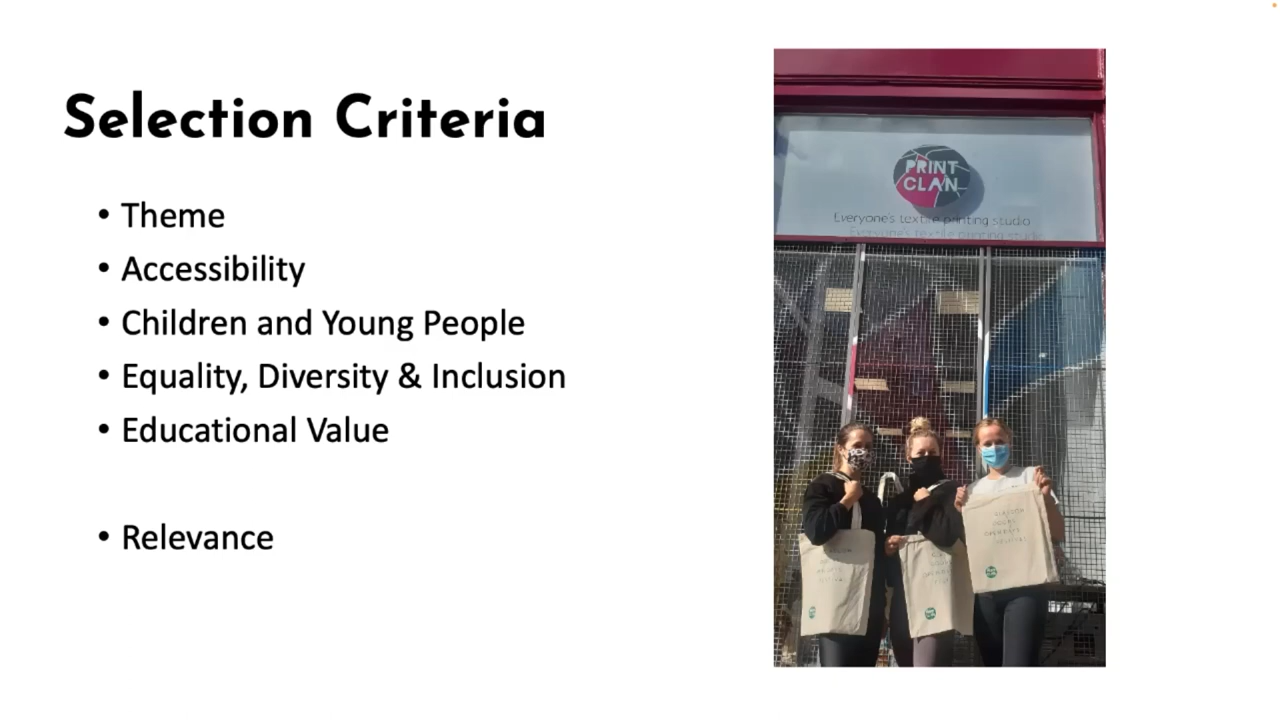 Selection Criteria
• Theme
• Accessibility
• Children and Young People
• Equality, Diversity & Inclusion
• Educational Value
• Relevance
PRINT
CLAN
Everyone's textile printing studio